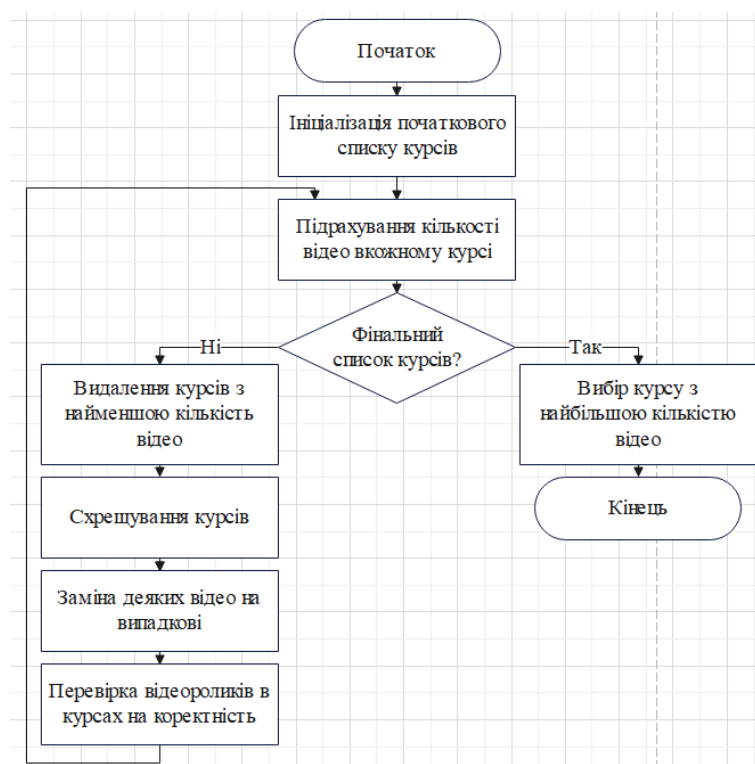 Початок
Ініціалізація початкового
списку курсів
Підрахування кількості
відео вкожному курсі
Фінальний
список курсів?
Ні
Так
Видалення курсів з
найменшою кількість
відео
Вибір курсу з
найбільшою кількістю
відео
Схрещування курсів
Кінець
Заміна деяких відео на
випадкові
Перевірка відеороликів в
курсах на коректність